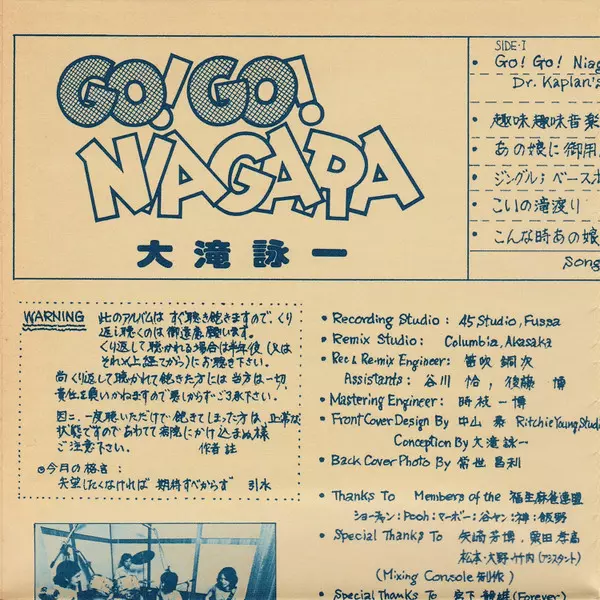 GO! GO!
NIAGARA
大滝詠一
SIDE・I
• Go! Go! Niag
Dr. Kaplan's
• 趣味趣味音楽
• あの娘に御用
• ジングル；ベースボ
• こいの滝渡り
• こんな時あの娘
Song
WARNING 此のアルバムは すぐ聴き飽きますので、くり
返し聴くのは御遠慮願います。
くり返して聴かれる場合は半年後（又は
それ以上経てから）にお聴き下さい。
尚 くり返して聴かれて飽きた方には 当方は一切
責任を負いかねますので悪しからずご了承下さい。
因に、一度聴いただけで 飽きてしまった方は、正常な
状態ですのであわてて病院にかけ込まぬ様
ご注意下さい。 作者 註
◎今月の格言：
失望したくなければ 期待すべからず 引水
• Recording Studio : 45 Studio, Fussa
• Remix Studio : Columbia, Akasaka
• Rec & Remix Engineer: 笛吹 銅次
Assistants : 谷川 恰, 後藤 博
• Mastering Engineer : 時枝 一博
• Front Cover Design By 中山 泰 Ritchie Young Studi
Conception By 大滝 詠一
• Back Cover Photo By 常世 昌利
• Thanks To Members of the 福生麻雀連盟
ショーチャン：Pooh：マーボー：谷ヤン：神：飯野
• Special Thanks To 矢崎 芳博, 栗田 孝高
松本・大野・竹内（アシスタント）
（Mixing Console 制作）
• Special Thanks To 宮下 静雄 (Forever)